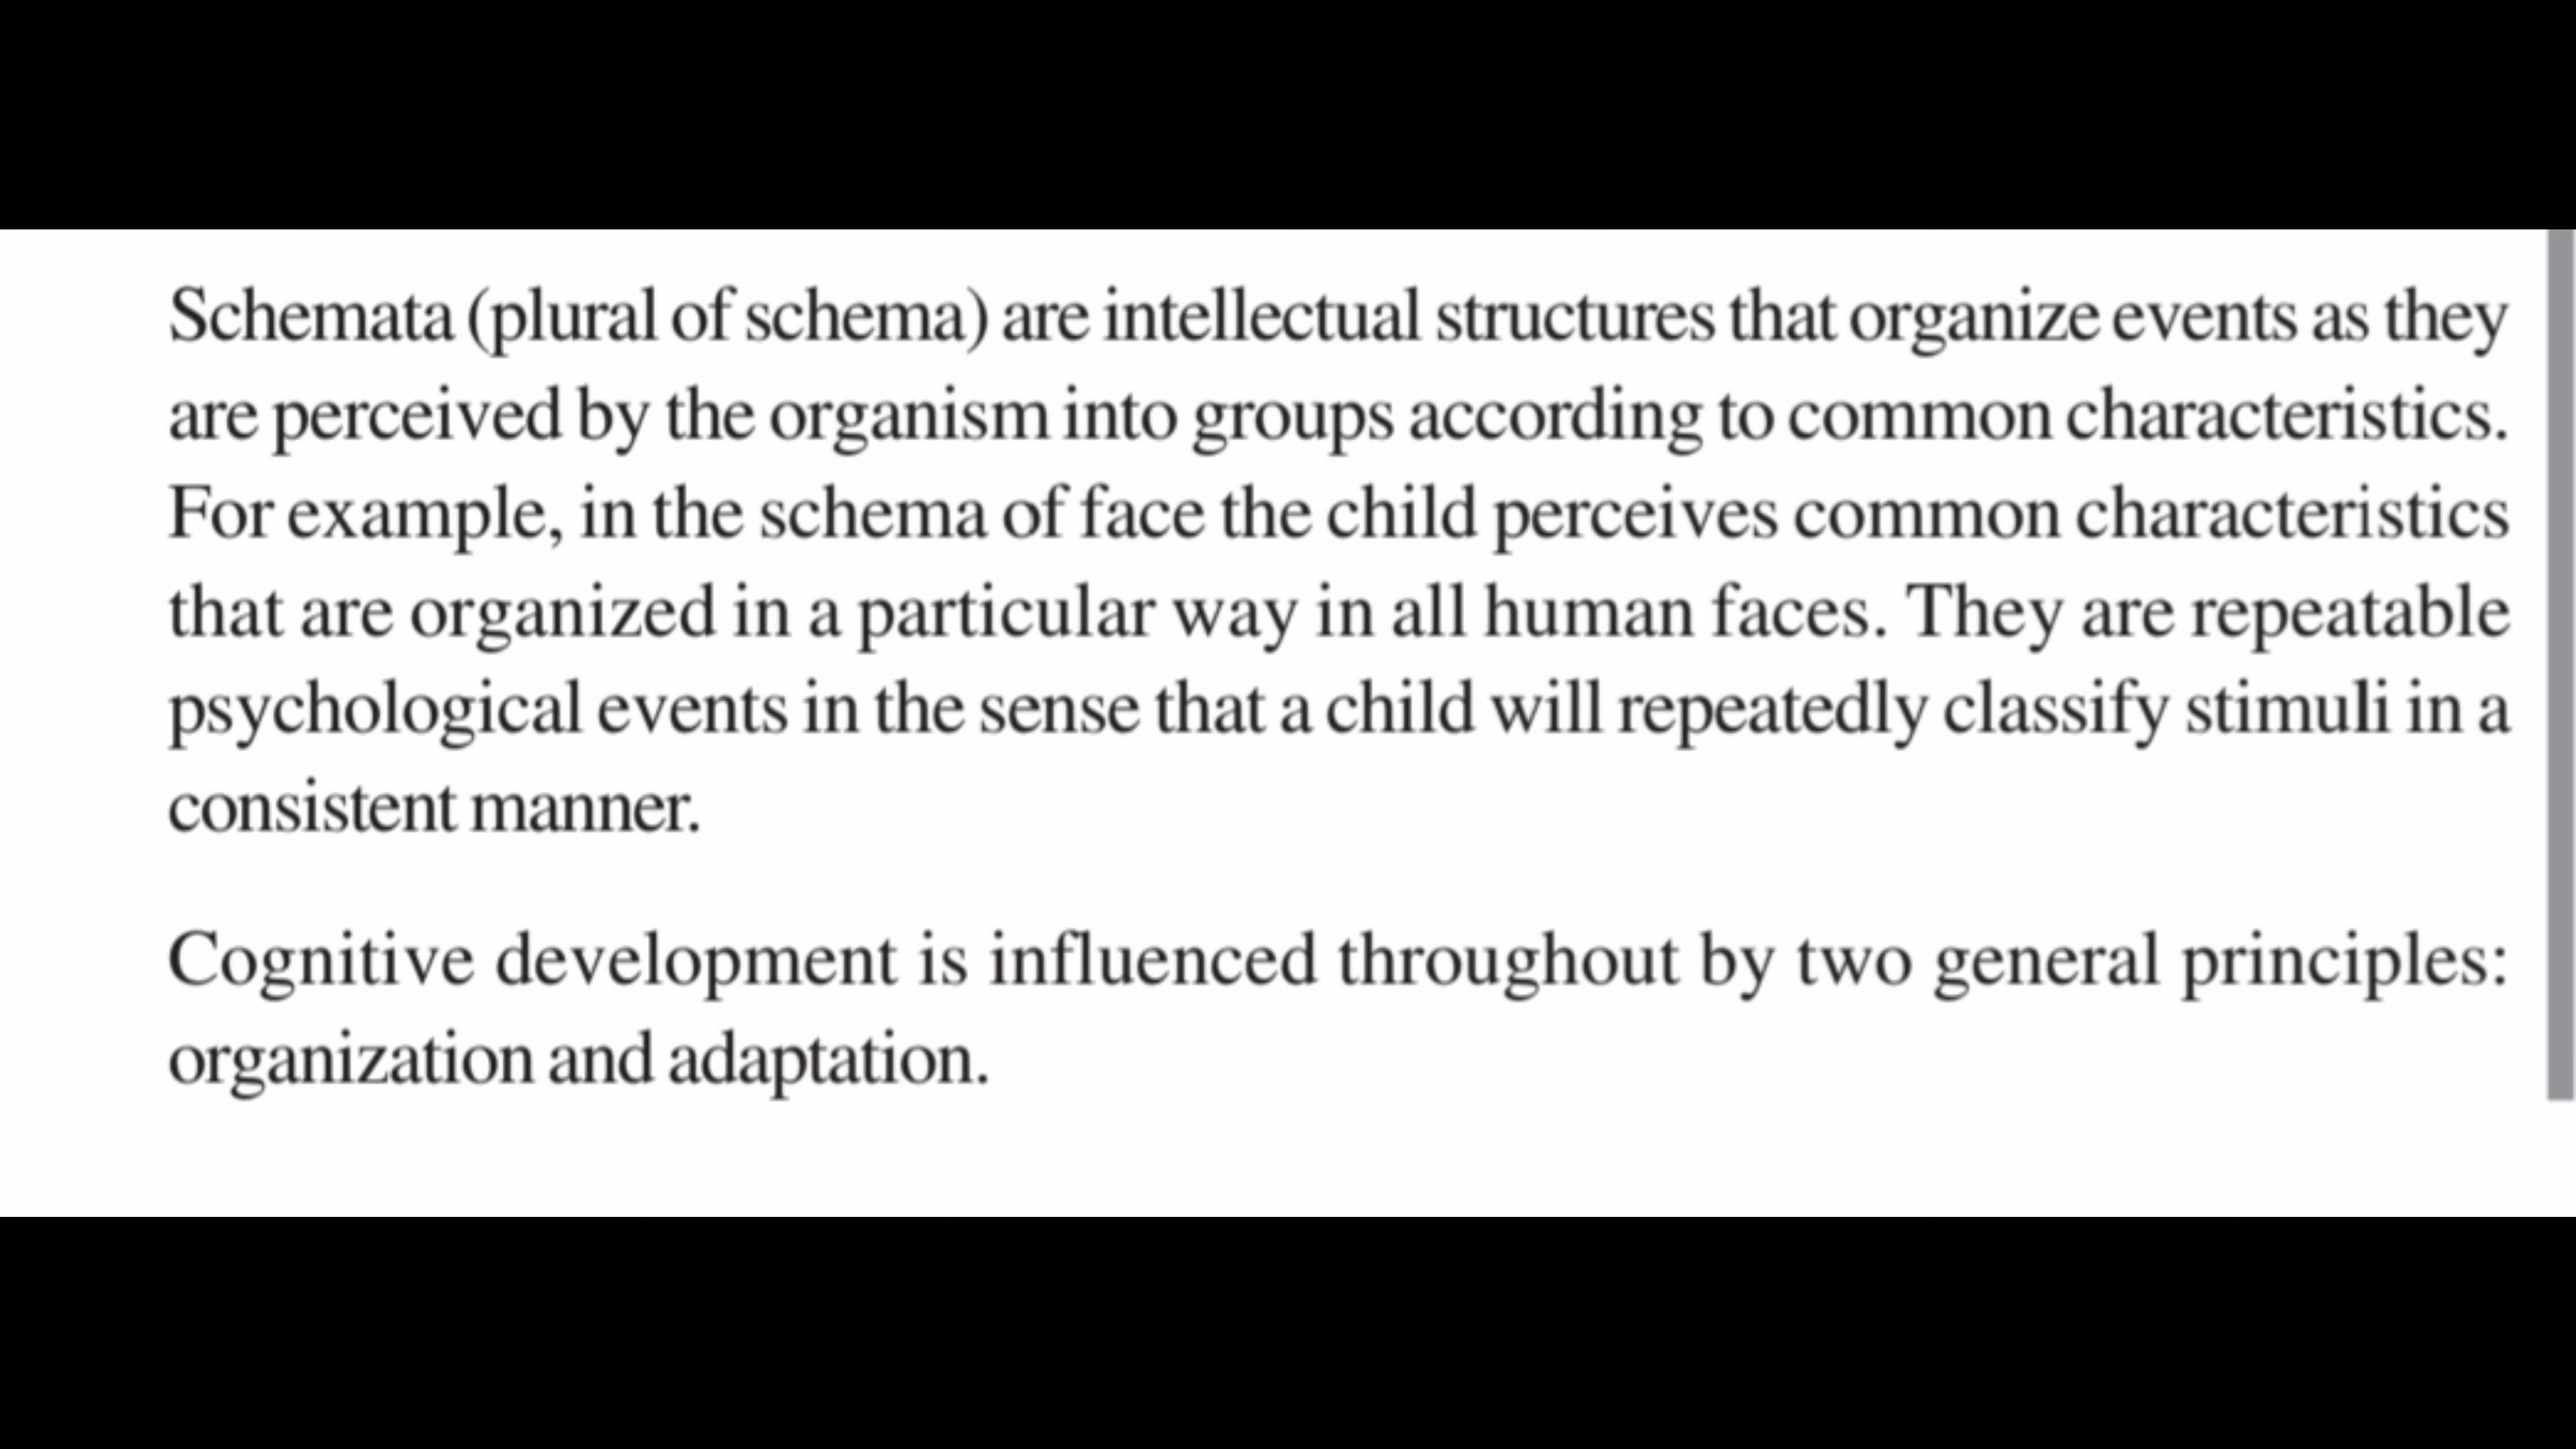 Schemata (plural of schema) are intellectual structures that organize events as they
are perceived by the organism into groups according to common characteristics.
For example, in the schema of face the child perceives common characteristics
that are organized in a particular way in all human faces. They are repeatable
psychological events in the sense that a child will repeatedly classify stimuli in a
consistent manner.
Cognitive development is influenced throughout by two general principles:
organization and adaptation.